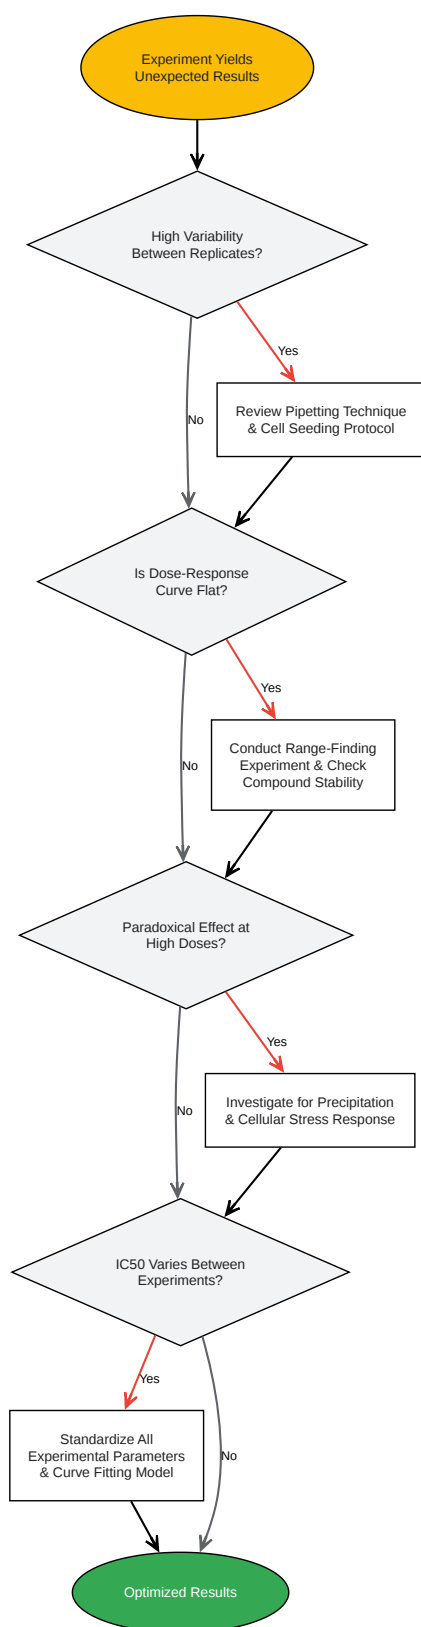 Experiment Yields
Unexpected Results
High Variability
Between Replicates?
Yes
No
Review Pipetting Technique
& Cell Seeding Protocol
Is Dose-Response
Curve Flat?
Yes
No
Conduct Range-Finding
Experiment & Check
Compound Stability
Paradoxical Effect at
High Doses?
Yes
No
Investigate for Precipitation
& Cellular Stress Response
IC50 Varies Between
Experiments?
Yes
No
Standardize All
Experimental Parameters
& Curve Fitting Model
Optimized Results